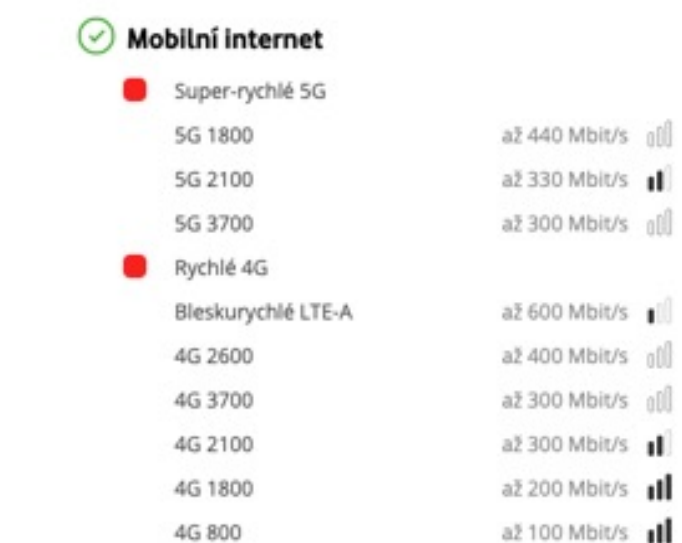 Mobilní internet
Super-rychlé 5G
5G 1800 až 440 Mbit/s
5G 2100 až 330 Mbit/s
5G 3700 až 300 Mbit/s
Rychlé 4G
Bleskurychlé LTE-A až 600 Mbit/s
4G 2600 až 400 Mbit/s
4G 3700 až 300 Mbit/s
4G 2100 až 300 Mbit/s
4G 1800 až 200 Mbit/s
4G 800 až 100 Mbit/s